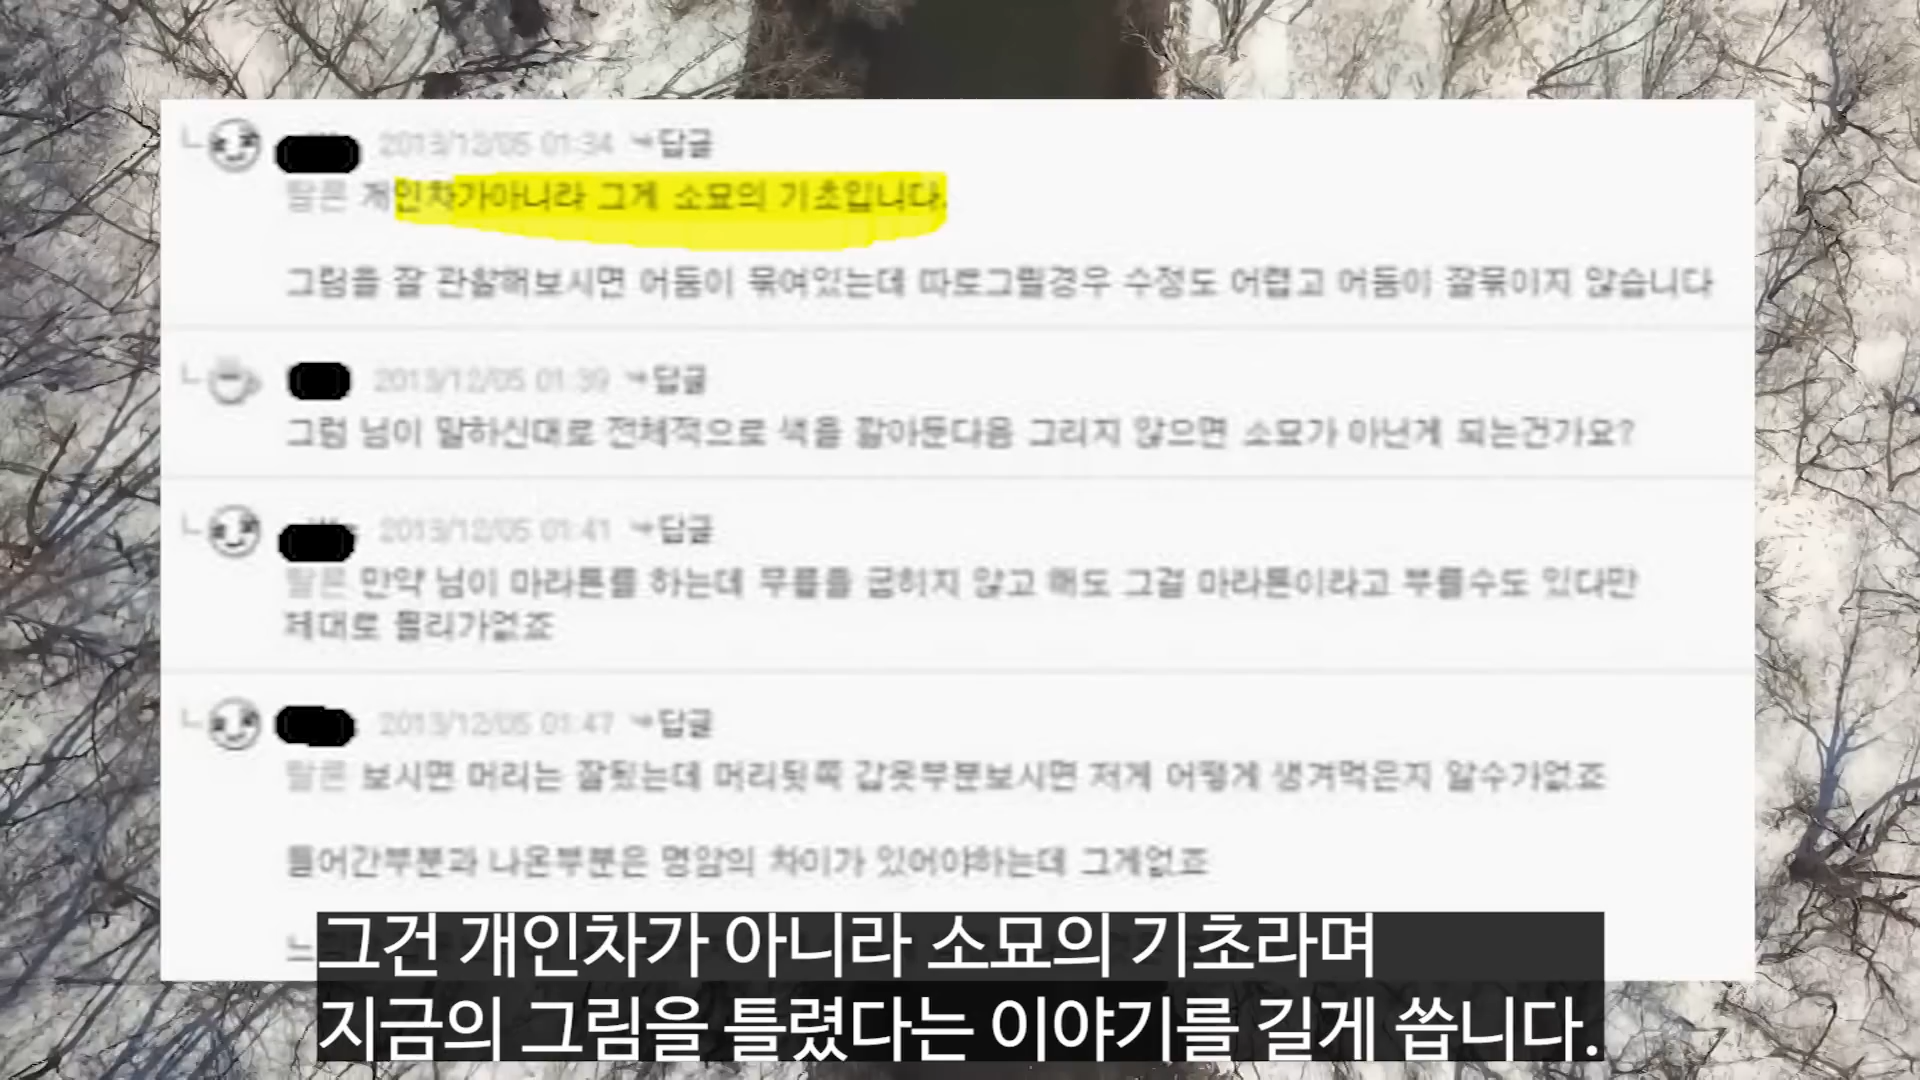 2013/12/05 01:34 답글
탈퇴 개인차가아니라 그게 소묘의 기초입니다.
그림을 잘 관찰해보시면 어둠이 묶여있는데 따로그릴경우 수정도 어렵고 어둠이 잘묶이지 않습니다
2013/12/05 01:39 답글
그럼 님이 말하신대로 전체적으로 색을 깔아둔다음 그리지 않으면 소묘가 아닌게 되는건가요?
2013/12/05 01:41 답글
만약 님이 마라톤를 하는데 무릎을 굽히지 않고 해도 그걸 마라톤이라고 부를수도 있다만
제대로 될리가없죠
2013/12/05 01:47 답글
보시면 머리는 잘됬는데 머리뒷쪽 갑옷부분보시면 저게 어떻게 생겨먹은지 알수가없죠
들어간부분과 나온부분은 명암의 차이가 있어야하는데 그게없죠
그건 개인차가 아니라 소묘의 기초라며
지금의 그림을 틀렸다는 이야기를 길게 씁니다.